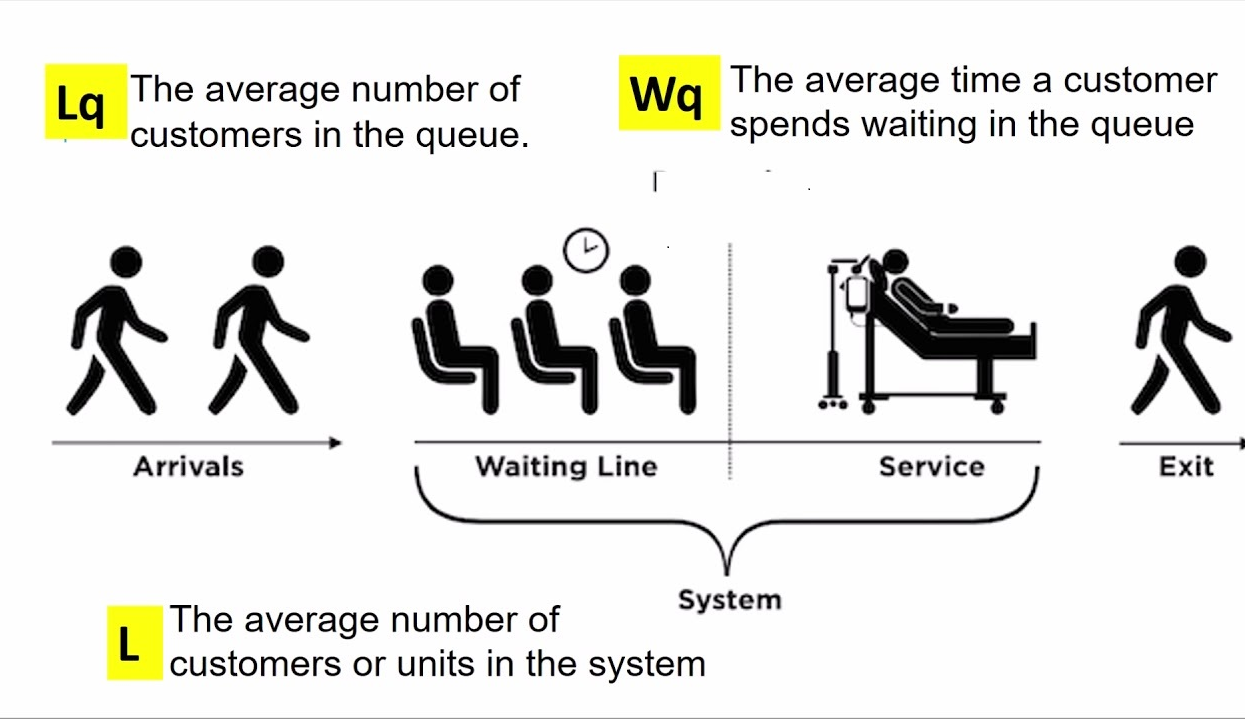 Lq The average number of
customers in the queue.
Wq The average time a customer
spends waiting in the queue
Arrivals
Waiting Line
Service
Exit
System
L The average number of
customers or units in the system